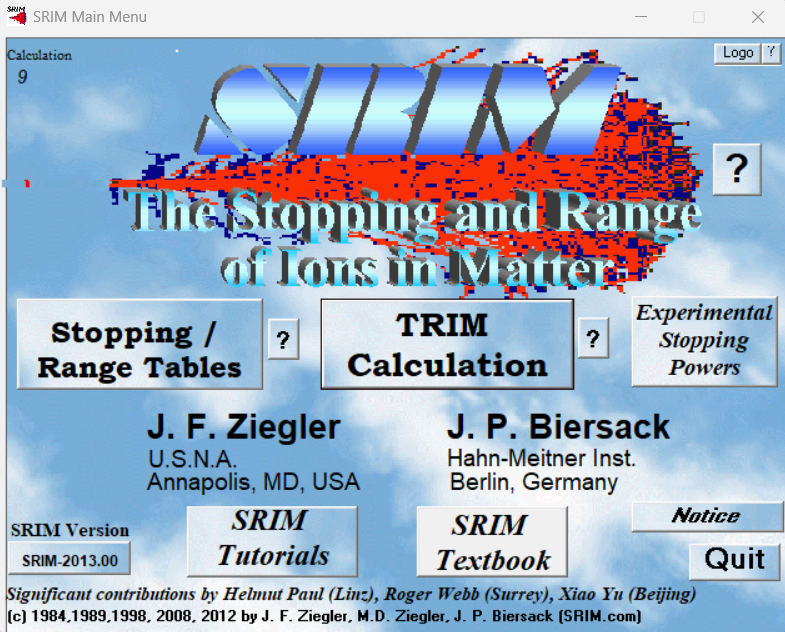 SRIM Main Menu
Calculation
9
Logo ?
SRIM
?
The Stopping and Range
of Ions in Matter
Stopping /
Range Tables
?
TRIM
Calculation
?
Experimental
Stopping
Powers
J. F. Ziegler
U.S.N.A.
Annapolis, MD, USA
J. P. Biersack
Hahn-Meitner Inst.
Berlin, Germany
SRIM Version
SRIM-2013.00
SRIM
Tutorials
SRIM
Textbook
Notice
Quit
Significant contributions by Helmut Paul (Linz), Roger Webb (Surrey), Xiao Yu (Beijing)
(c) 1984,1989,1998, 2008, 2012 by J. F. Ziegler, M.D. Ziegler, J. P. Biersack (SRIM.com)